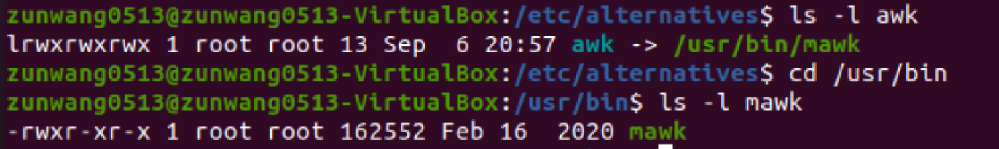 zunwang0513@zunwang0513-VirtualBox:/etc/alternatives$ ls -l awk
lrwxrwxrwx 1 root root 13 Sep  6 20:57 awk -> /usr/bin/mawk
zunwang0513@zunwang0513-VirtualBox:/etc/alternatives$ cd /usr/bin
zunwang0513@zunwang0513-VirtualBox:/usr/bin$ ls -l mawk
-rwxr-xr-x 1 root root 162552 Feb 16  2020 mawk